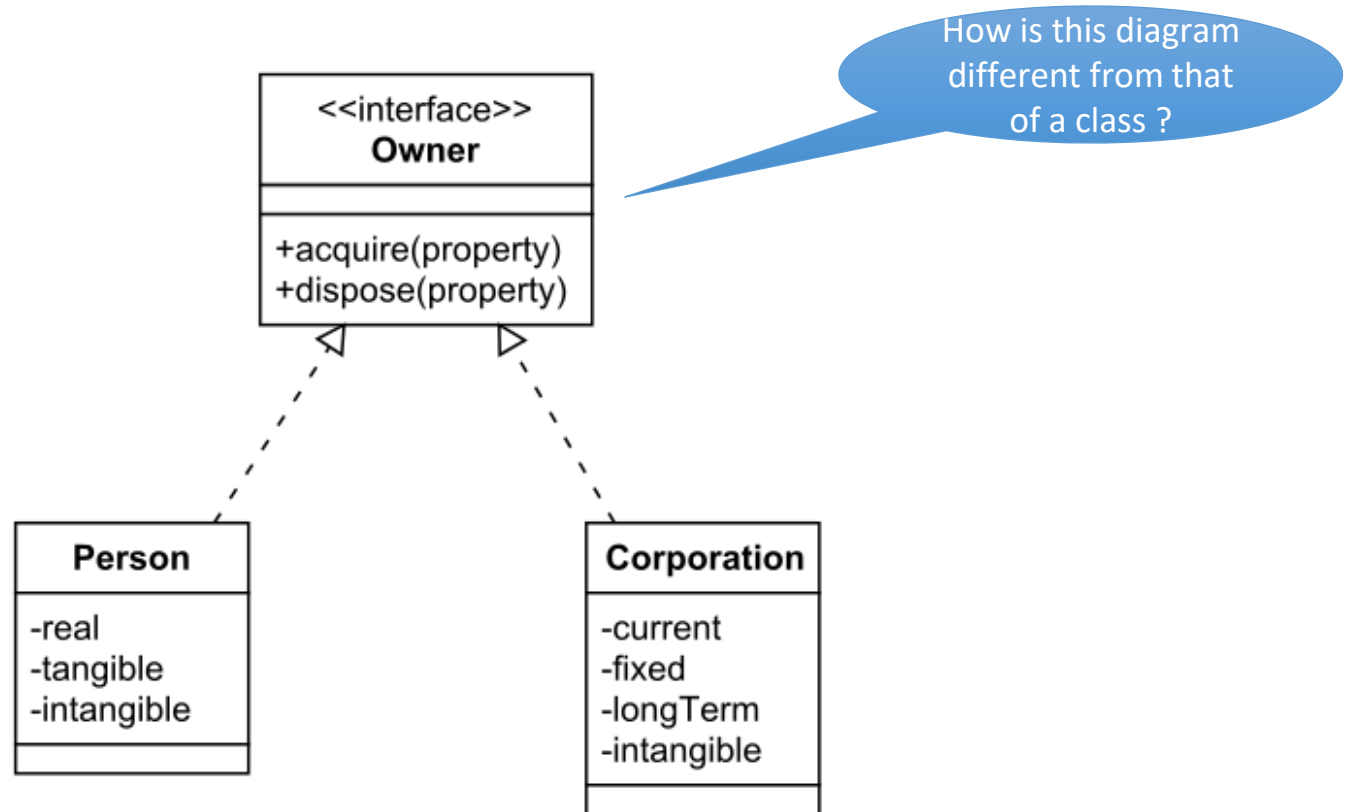 How is this diagram
different from that
of a class ?
<<interface>>
Owner
+acquire(property)
+dispose(property)
Person
-real
-tangible
-intangible
Corporation
-current
-fixed
-longTerm
-intangible